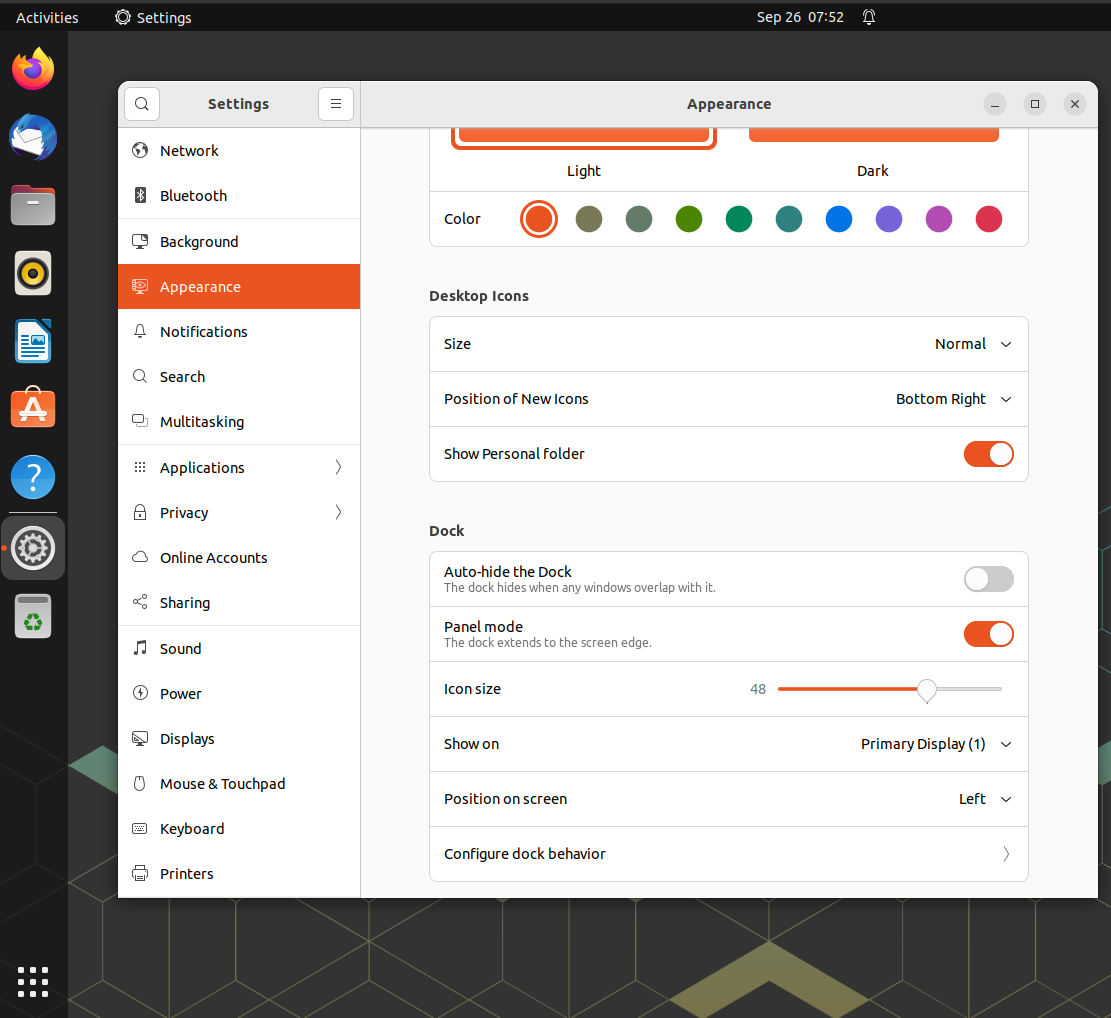 Activities
Settings
Sep 26 07:52
Settings
Appearance
Network
Bluetooth
Background
Appearance
Notifications
Search
Multitasking
Applications
Privacy
Online Accounts
Sharing
Sound
Power
Displays
Mouse & Touchpad
Keyboard
Printers
Light
Dark
Color
Desktop Icons
Size
Normal
Position of New Icons
Bottom Right
Show Personal folder
Dock
Auto-hide the Dock
The dock hides when any windows overlap with it.
Panel mode
The dock extends to the screen edge.
Icon size
48
Show on
Primary Display (1)
Position on screen
Left
Configure dock behavior